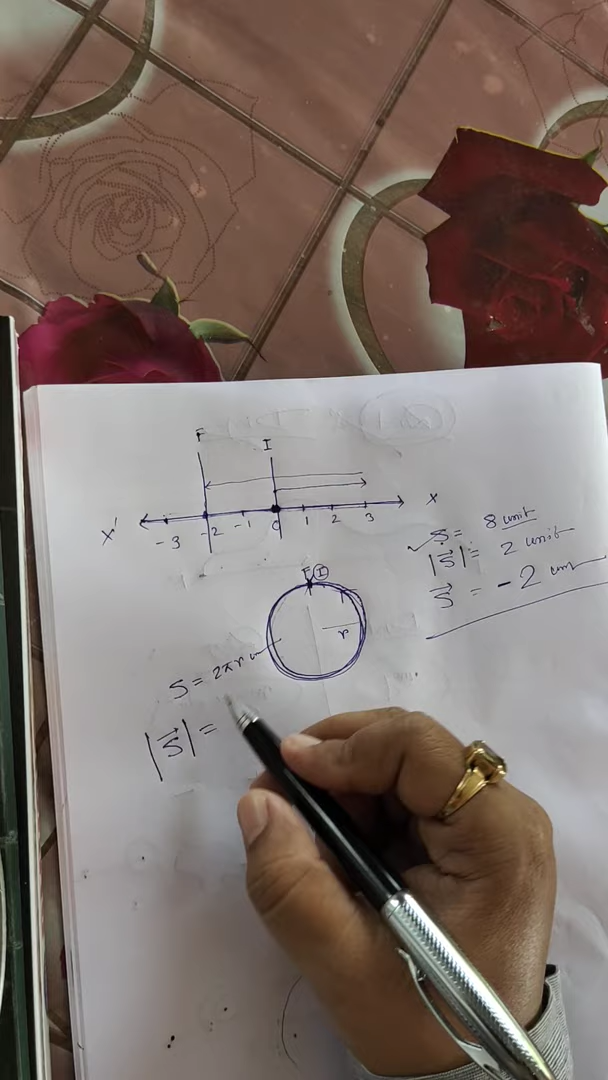 F
I
X' -3 -2 -1 0 1 2 3 X
S = 8 unit
|S⃗| = 2 unit
S⃗ = -2 unit
F I
r
S = 2πr
|S⃗| =